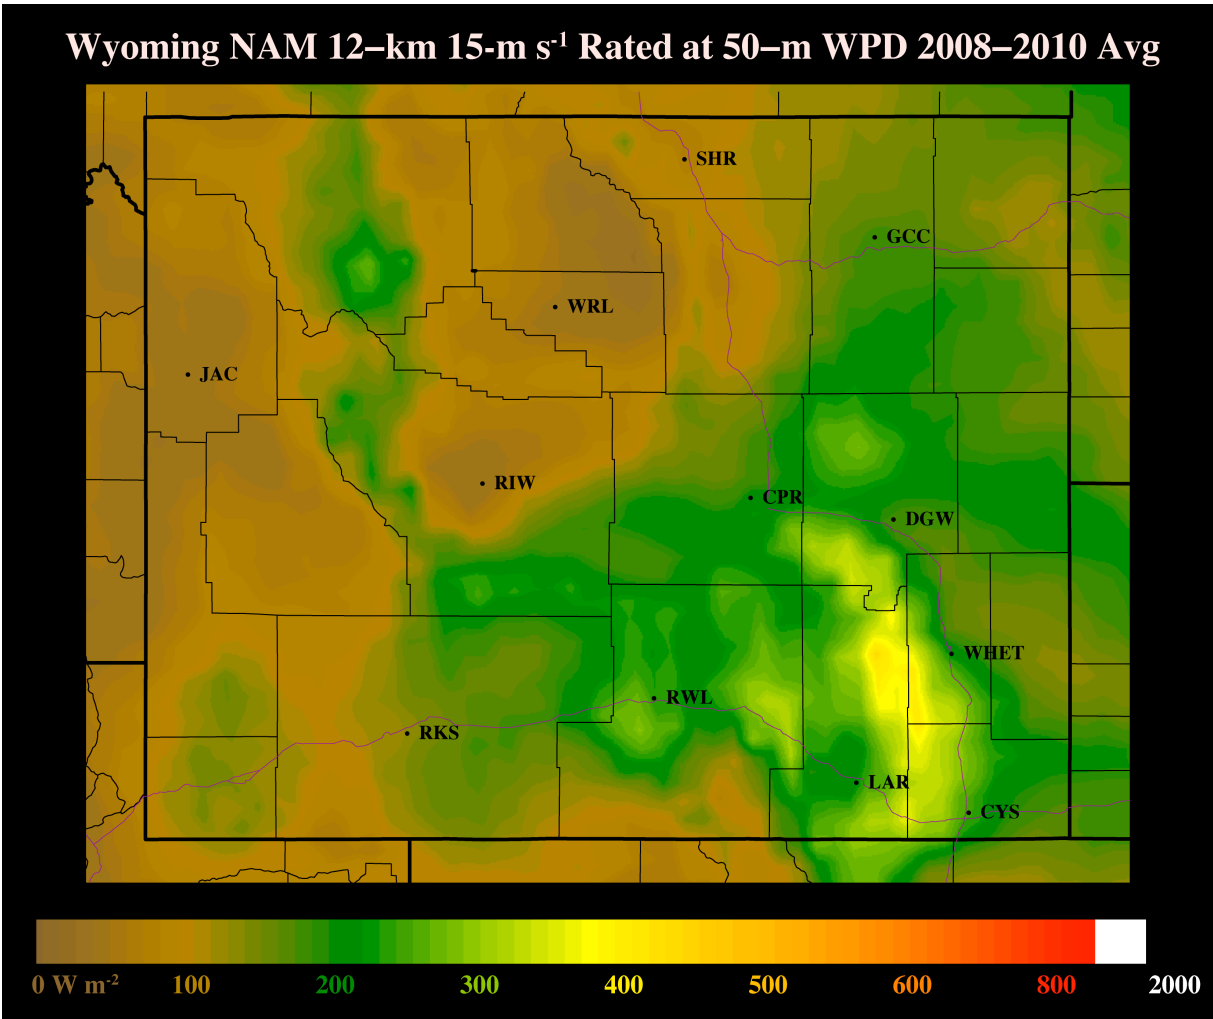 Wyoming NAM 12−km 15-m s-1 Rated at 50−m WPD 2008−2010 Avg
SHR
GCC
WRL
JAC
RIW
CPR
DGW
WHET
RWL
RKS
LAR
CYS
0 W m-2 100 200 300 400 500 600 800 2000